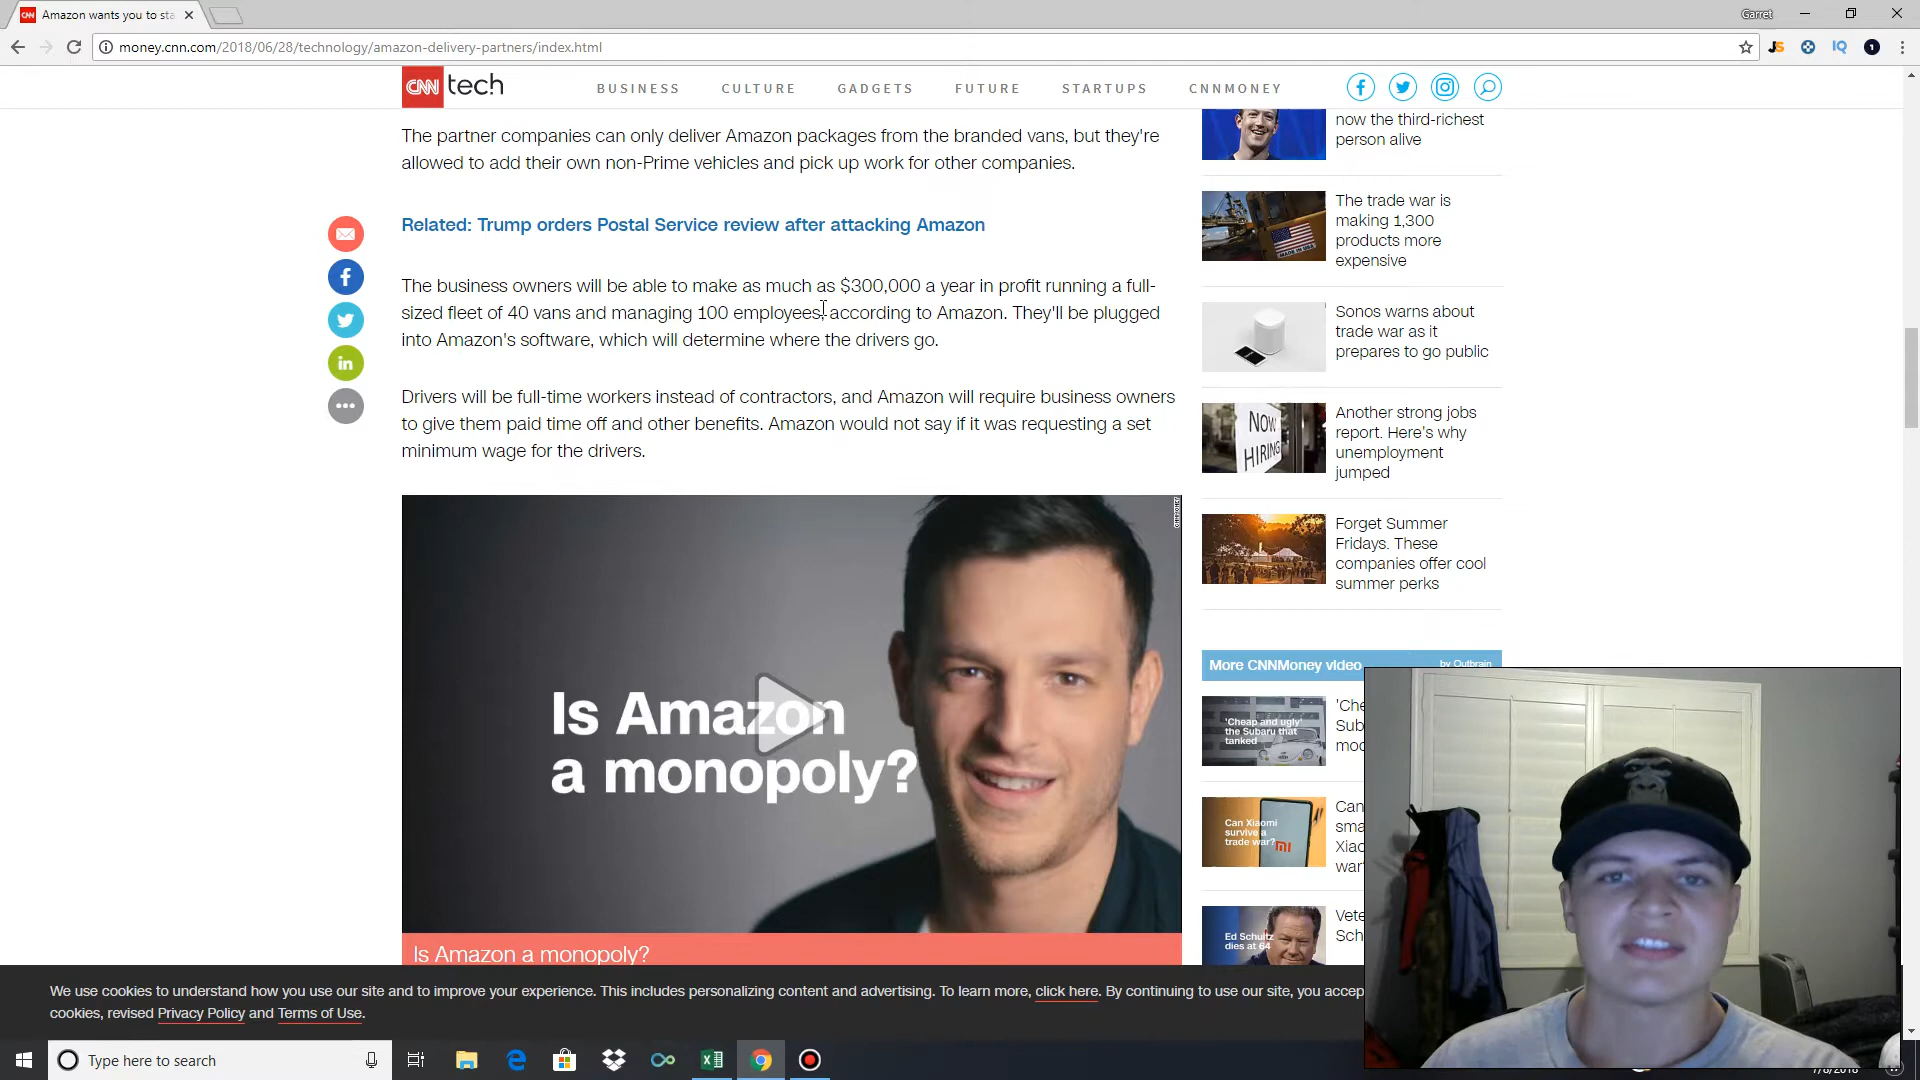 Amazon wants you to sta
Garret
money.cnn.com/2018/06/28/technology/amazon-delivery-partners/index.html
CNN tech
BUSINESS CULTURE GADGETS FUTURE STARTUPS CNNMONEY
The partner companies can only deliver Amazon packages from the branded vans, but they're
allowed to add their own non-Prime vehicles and pick up work for other companies.
Related: Trump orders Postal Service review after attacking Amazon
The business owners will be able to make as much as $300,000 a year in profit running a full-
sized fleet of 40 vans and managing 100 employees, according to Amazon. They'll be plugged
into Amazon's software, which will determine where the drivers go.
Drivers will be full-time workers instead of contractors, and Amazon will require business owners
to give them paid time off and other benefits. Amazon would not say if it was requesting a set
minimum wage for the drivers.
CNNMONEY
Is Amazon
a monopoly?
Is Amazon a monopoly?
now the third-richest
person alive
The trade war is
making 1,300
products more
expensive
Sonos warns about
trade war as it
prepares to go public
NOW
HIRING
Another strong jobs
report. Here's why
unemployment
jumped
Forget Summer
Fridays. These
companies offer cool
summer perks
More CNNMoney video
by Outbrain
'Cheap and ugly'
the Subaru that
tanked
'Che
Sub
mod
Can Xiaomi
survive a
trade war?
Can
sma
Xiao
war
Ed Schultz
dies at 64
Vete
Sch
We use cookies to understand how you use our site and to improve your experience. This includes personalizing content and advertising. To learn more, click here. By continuing to use our site, you accep
cookies, revised Privacy Policy and Terms of Use.
Type here to search
7/8/2018